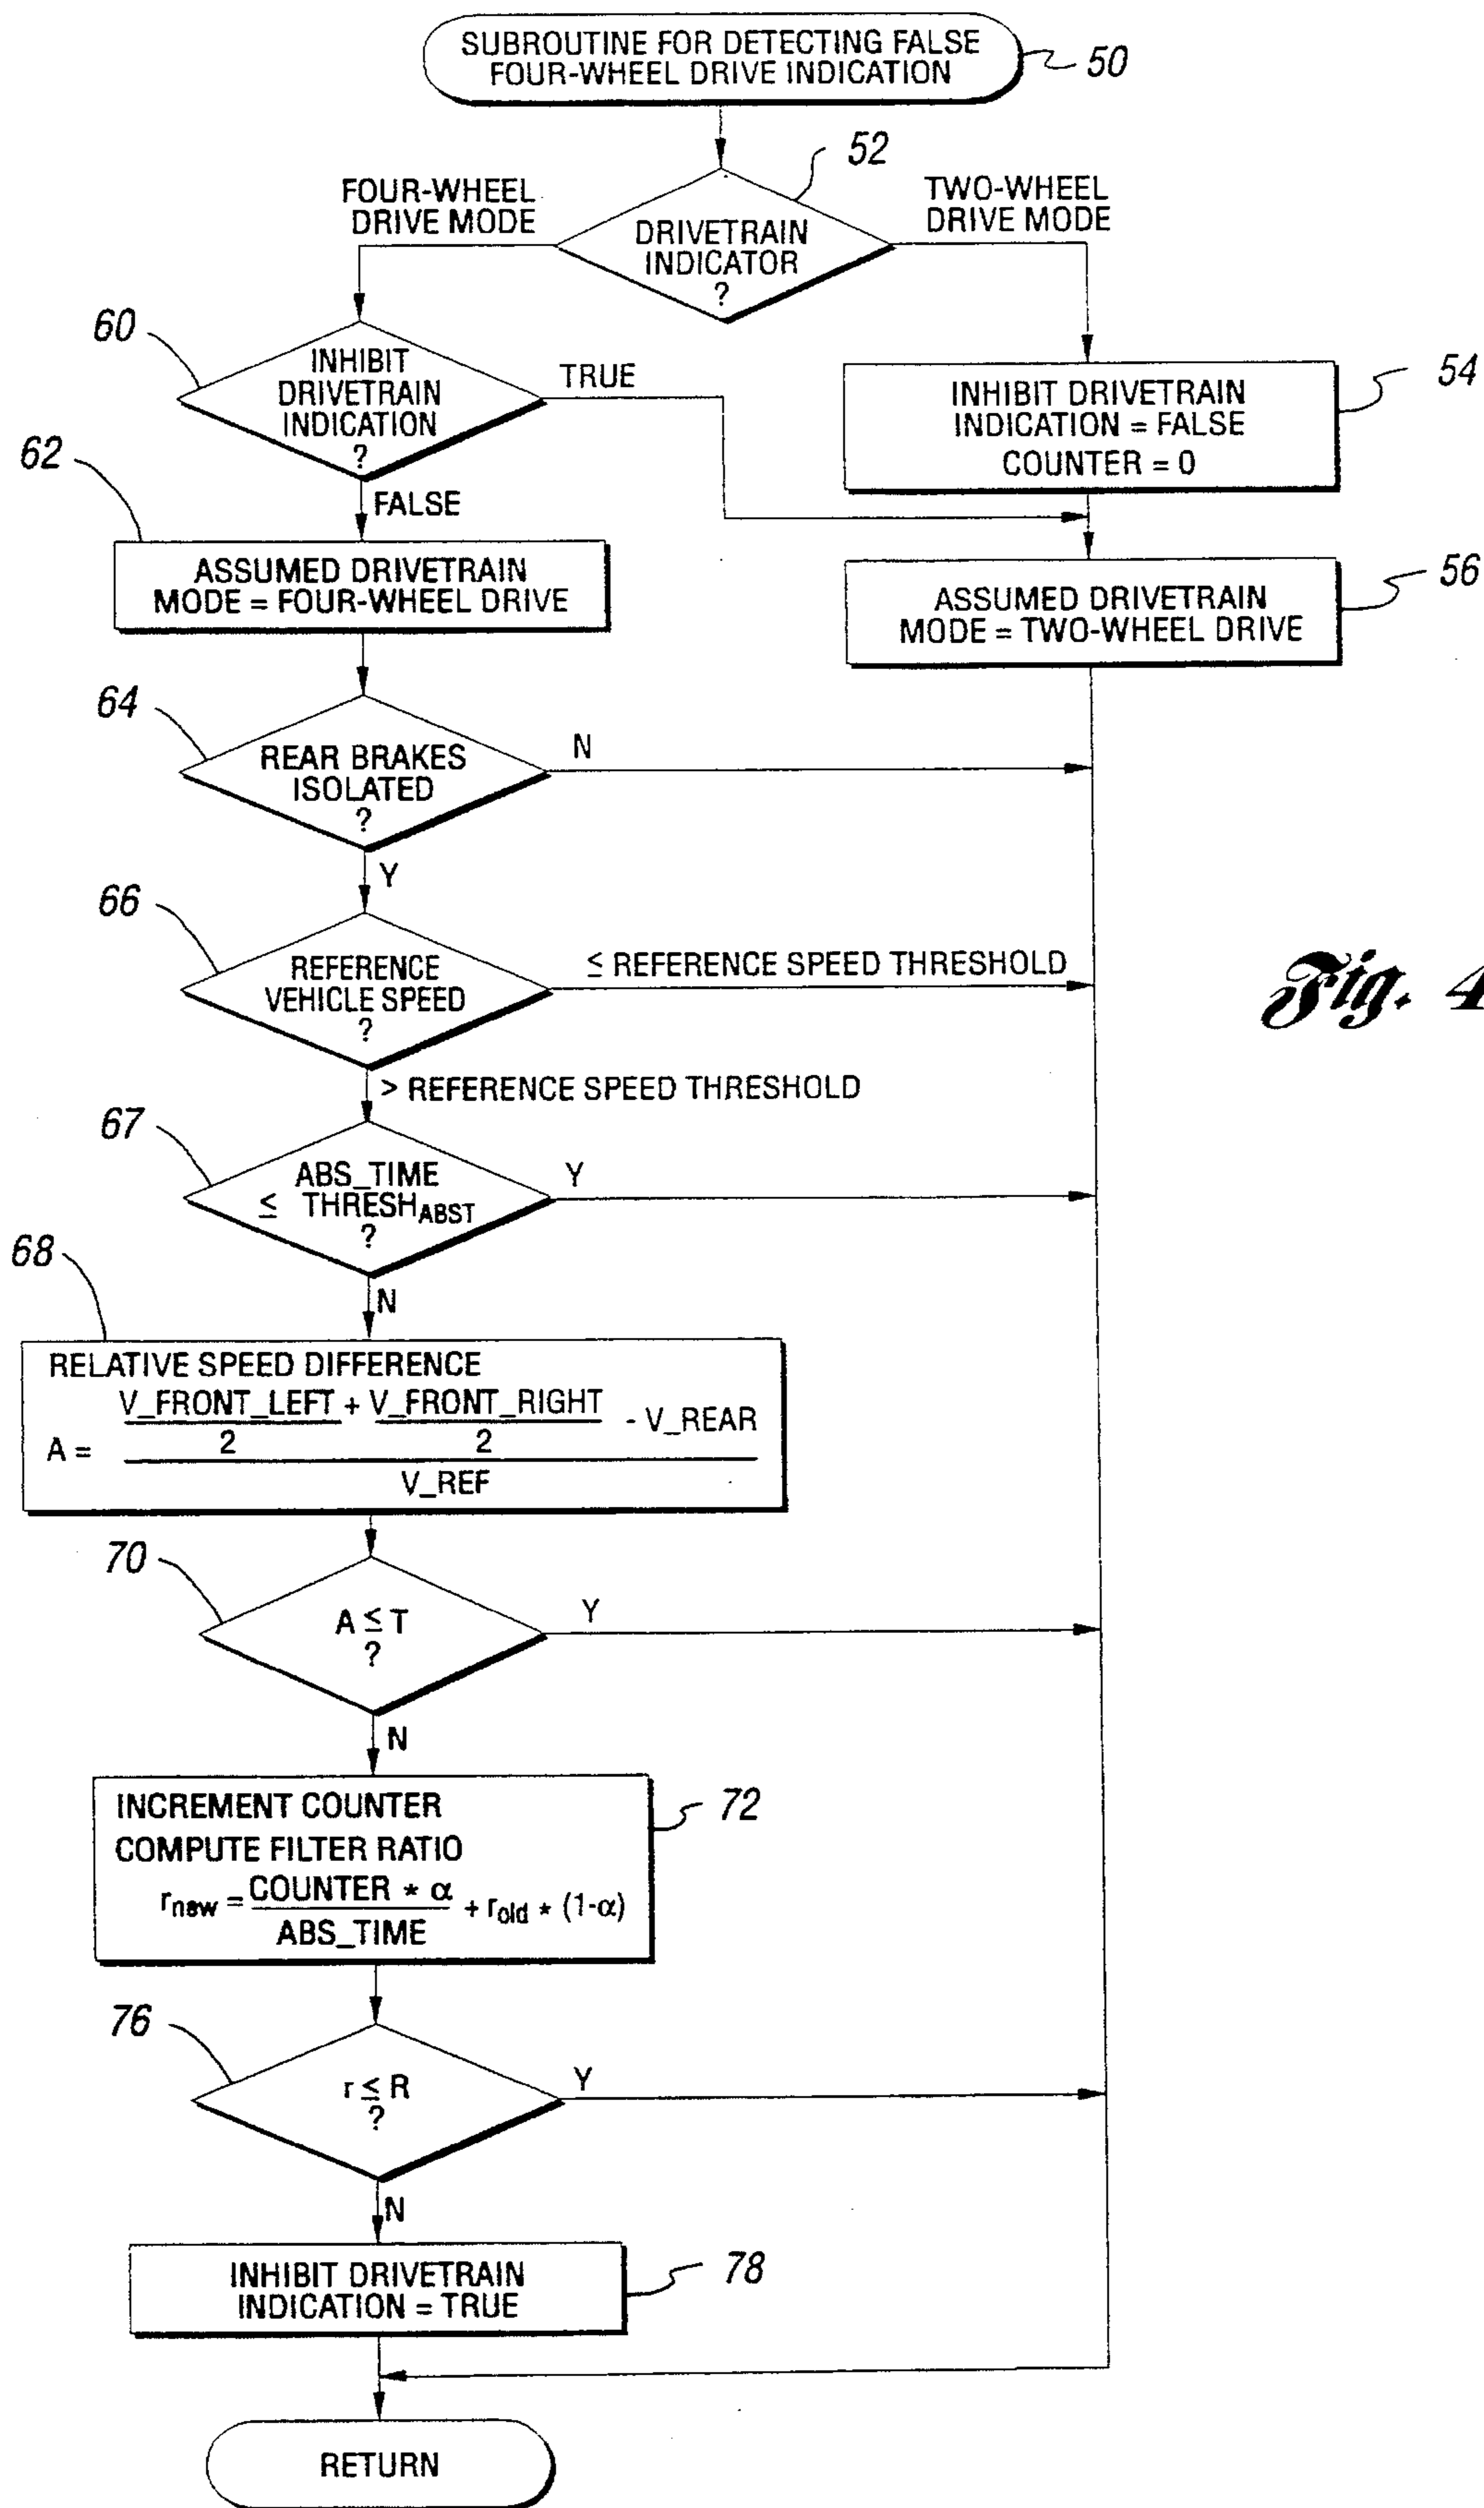 SUBROUTINE FOR DETECTING FALSE
FOUR-WHEEL DRIVE INDICATION
50
52
FOUR-WHEEL
DRIVE MODE
TWO-WHEEL
DRIVE MODE
DRIVETRAIN
INDICATOR
?
60
INHIBIT
DRIVETRAIN
INDICATION
?
TRUE
FALSE
INHIBIT DRIVETRAIN
INDICATION = FALSE
COUNTER = 0
54
62
ASSUMED DRIVETRAIN
MODE = FOUR-WHEEL DRIVE
ASSUMED DRIVETRAIN
MODE = TWO-WHEEL DRIVE
56
64
REAR BRAKES
ISOLATED
?
N
Y
66
REFERENCE
VEHICLE SPEED
?
≤ REFERENCE SPEED THRESHOLD
Fig. 4
> REFERENCE SPEED THRESHOLD
67
ABS_TIME
≤ THRESHABST
?
Y
N
68
RELATIVE SPEED DIFFERENCE
V_FRONT_LEFT + V_FRONT_RIGHT
A = 2 2 - V_REAR
V_REF
70
A ≤ T
?
Y
N
72
INCREMENT COUNTER
COMPUTE FILTER RATIO
rnew = COUNTER * α + rold * (1-α)
ABS_TIME
76
r ≤ R
?
Y
N
INHIBIT DRIVETRAIN
INDICATION = TRUE
78
RETURN